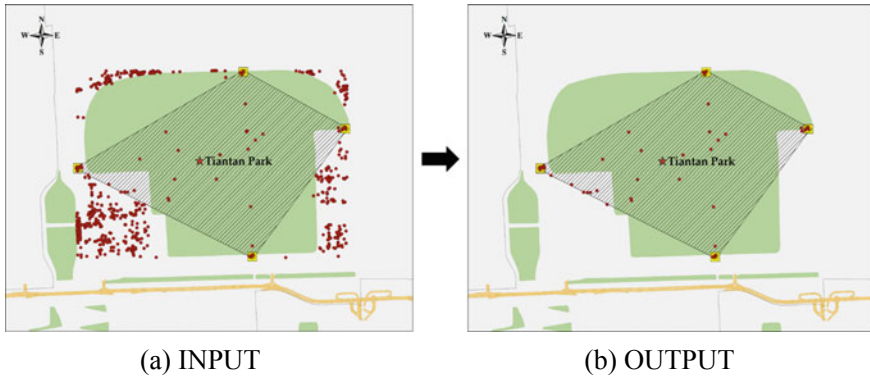 N
W E
S
Tiantan Park
N
W E
S
Tiantan Park
(a) INPUT
(b) OUTPUT